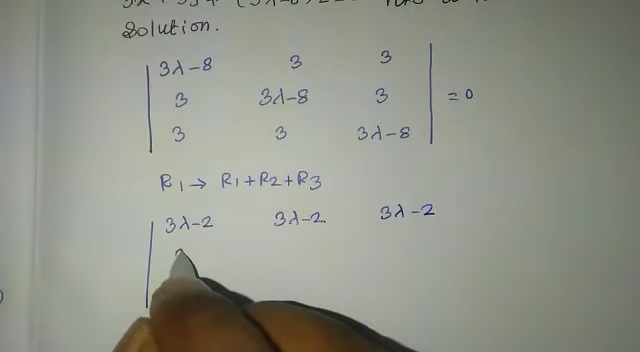 Solution.
3λ-8 3 3
3 3λ-8 3 = 0
3 3 3λ-8
R1 → R1+R2+R3
3λ-2 3λ-2 3λ-2